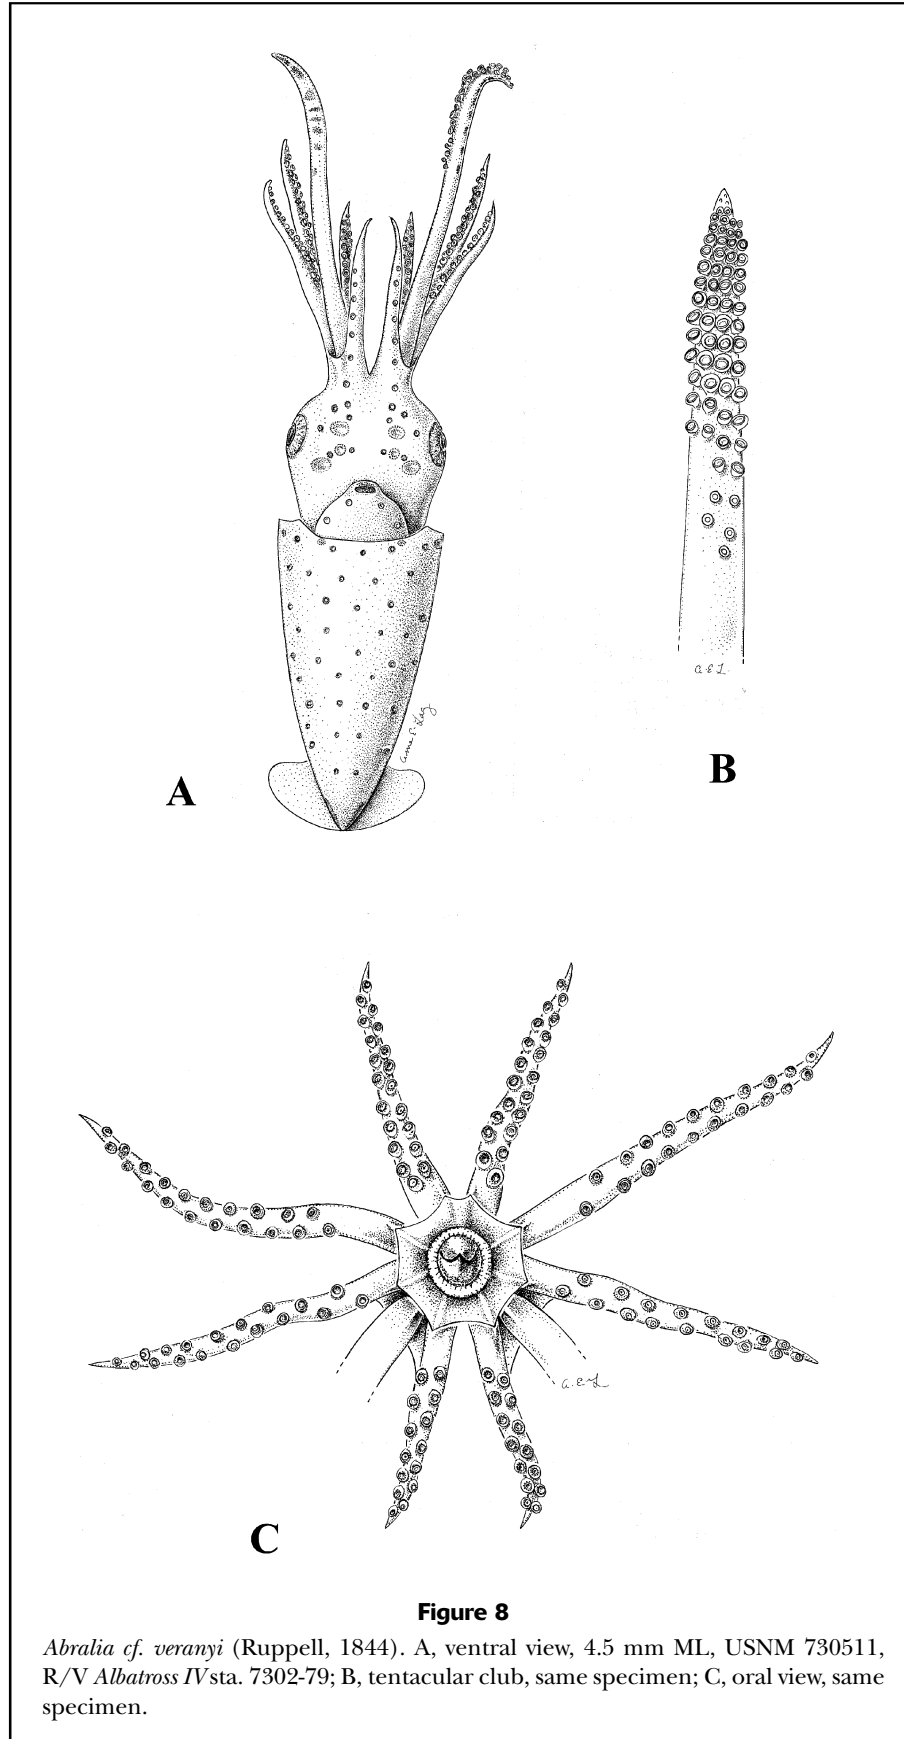 A
B
a. E. L.
C
Figure 8
Abralia cf. veranyi (Ruppell, 1844). A, ventral view, 4.5 mm ML, USNM 730511,
R/V Albatross IV sta. 7302-79; B, tentacular club, same specimen; C, oral view, same
specimen.